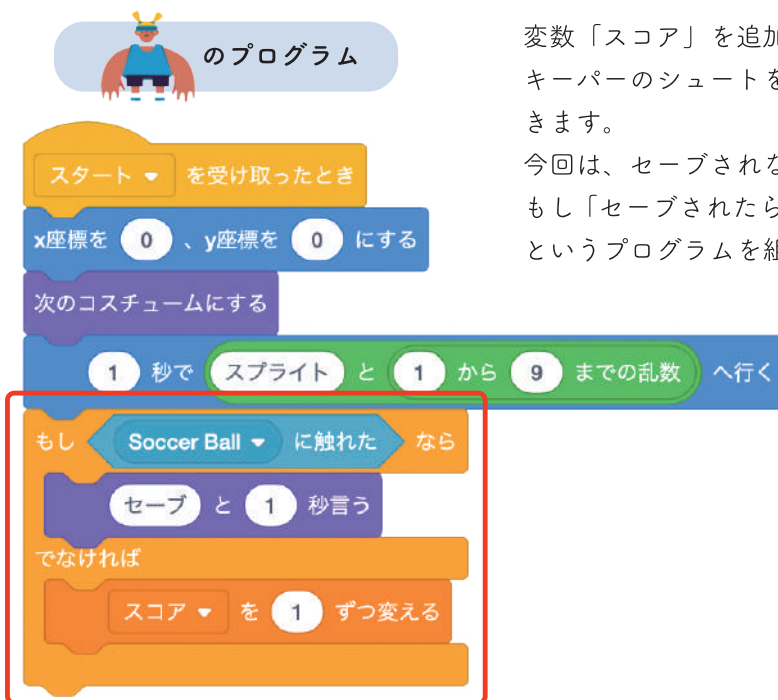 のプログラム
変数「スコア」を追加
キーパーのシュートを
きます。
今回は、セーブされな
もし「セーブされたら
というプログラムを組
スタート を受け取ったとき
x座標を 0 、y座標を 0 にする
次のコスチュームにする
1 秒で スプライト と 1 から 9 までの乱数 へ行く
もし Soccer Ball に触れた なら
セーブ と 1 秒言う
でなければ
スコア を 1 ずつ変える